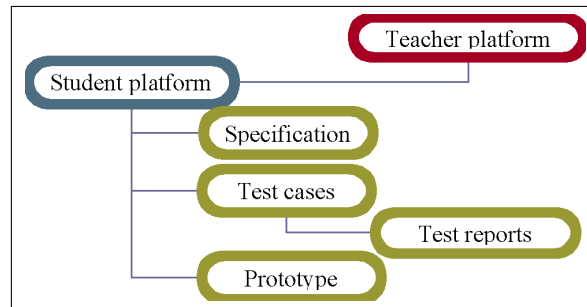 Teacher platform
Student platform
Specification
Test cases
Test reports
Prototype